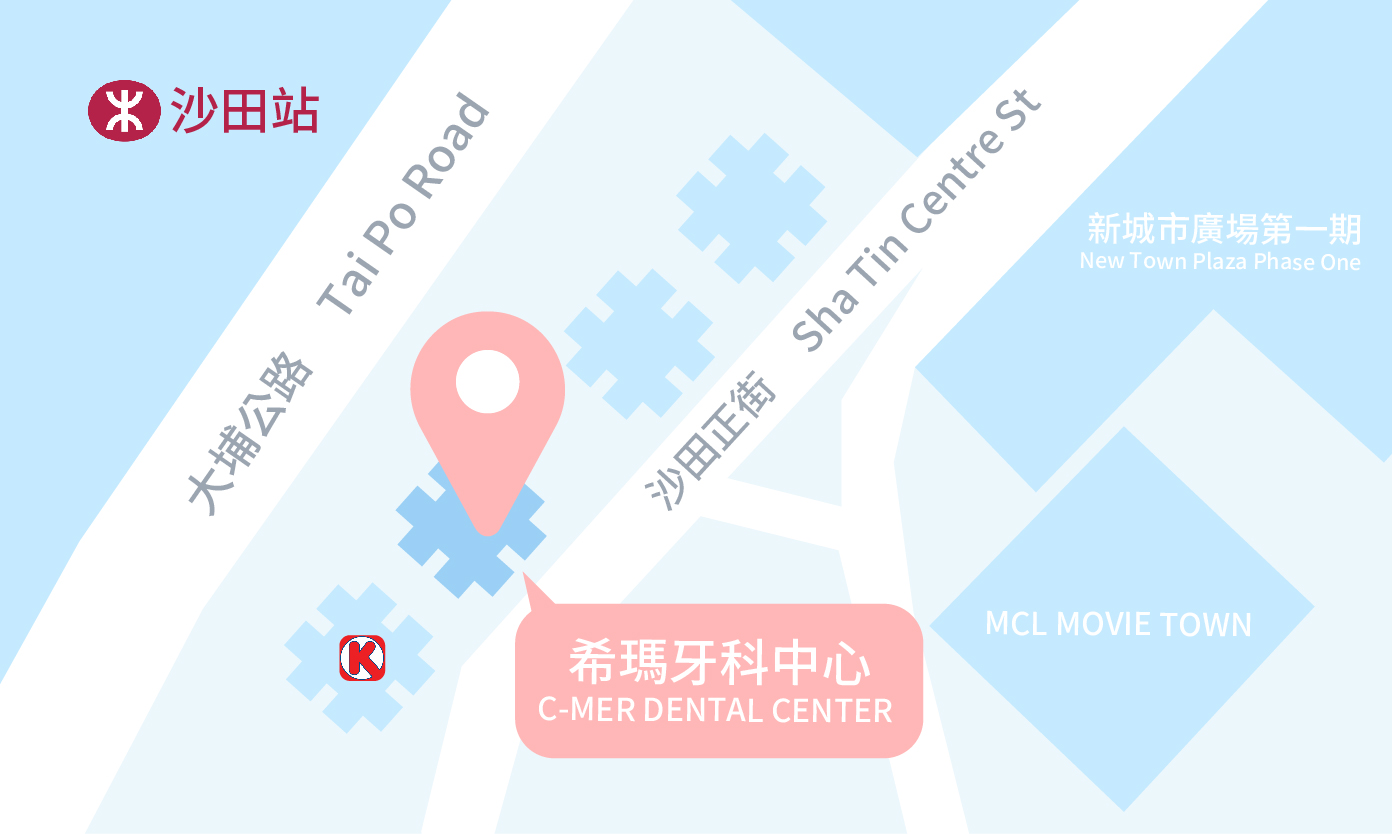 沙田站
大埔公路 Tai Po Road
沙田正街 Sha Tin Centre St
新城市廣場第一期
New Town Plaza Phase One
MCL MOVIE TOWN
K
希瑪牙科中心
C-MER DENTAL CENTER